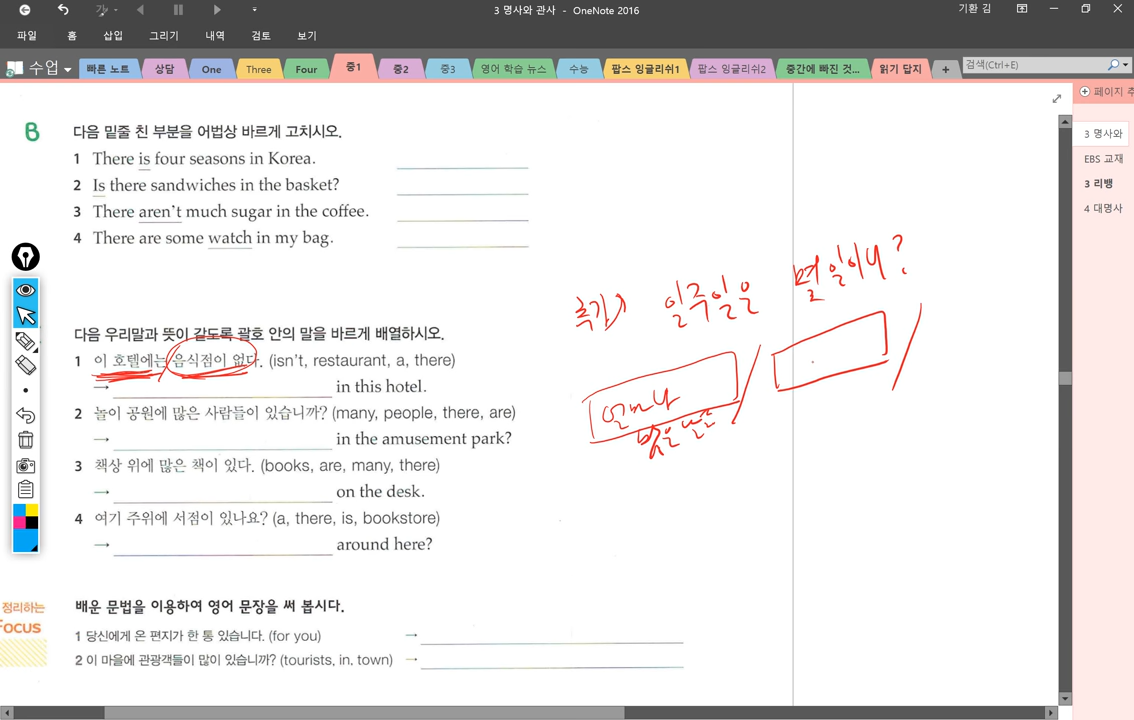 3 명사와 관사 - OneNote 2016
기환 김
파일 홈 삽입 그리기 내역 검토 보기
수업 빠른 노트 상담 One Three Four 중1 중2 중3 영어 학습 뉴스 수능 팝스 잉글리쉬1 팝스 잉글리쉬2 중간에 빠진 것... 읽기 답지 + 검색(Ctrl+E)
페이지 추
3 명사와
EBS 교재
3 리뱅
4 대명사
B 다음 밑줄 친 부분을 어법상 바르게 고치시오.
1 There is four seasons in Korea.
2 Is there sandwiches in the basket?
3 There aren't much sugar in the coffee.
4 There are some watch in my bag.
추가) 일주일은 몇 일이니?
얼마나
많은 날들
다음 우리말과 뜻이 같도록 괄호 안의 말을 바르게 배열하시오.
1 이 호텔에는 음식점이 없다. (isn't, restaurant, a, there)
→ in this hotel.
2 놀이 공원에 많은 사람들이 있습니까? (many, people, there, are)
→ in the amusement park?
3 책상 위에 많은 책이 있다. (books, are, many, there)
→ on the desk.
4 여기 주위에 서점이 있나요? (a, there, is, bookstore)
→ around here?
정리하는
Focus
배운 문법을 이용하여 영어 문장을 써 봅시다.
1 당신에게 온 편지가 한 통 있습니다. (for you) →
2 이 마을에 관광객들이 많이 있습니까? (tourists, in, town) →